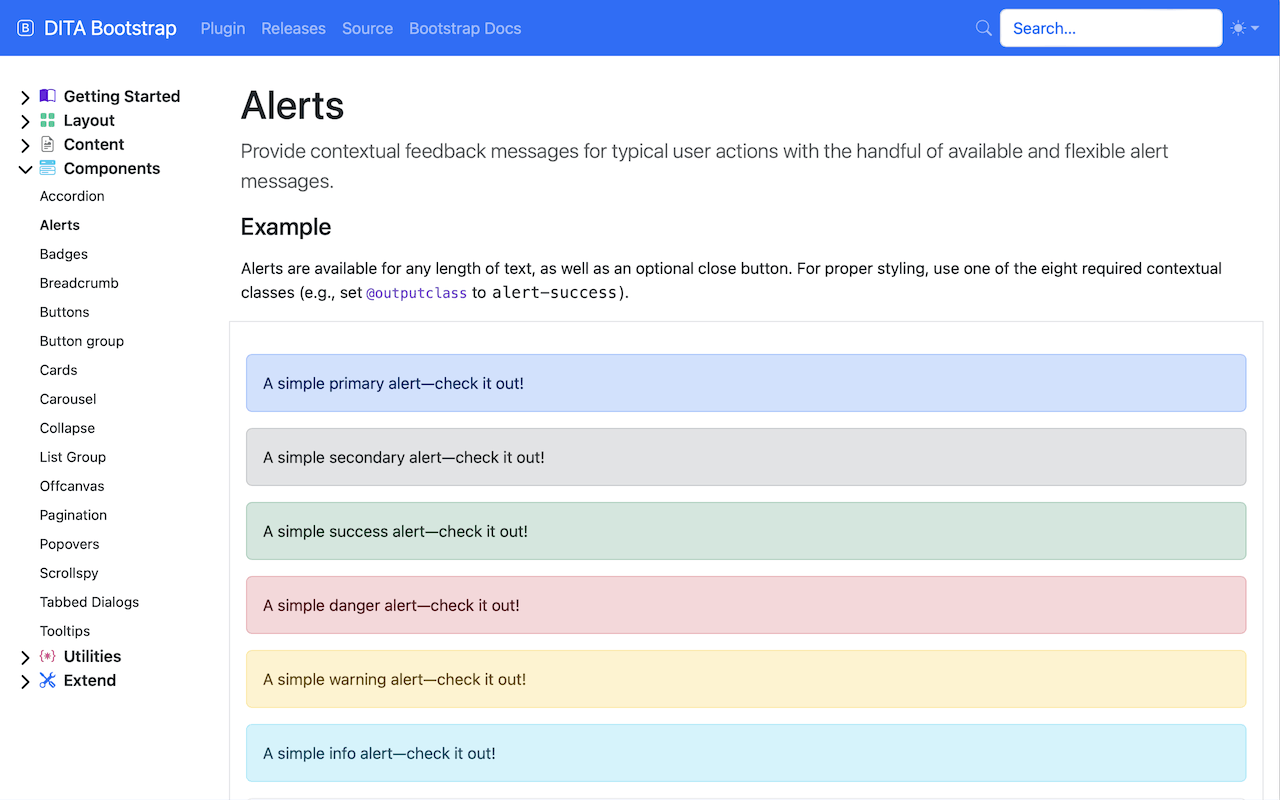 DITA Bootstrap Plugin Releases Source Bootstrap Docs Search...
Getting Started
Layout
Content
Components
Accordion
Alerts
Badges
Breadcrumb
Buttons
Button group
Cards
Carousel
Collapse
List Group
Offcanvas
Pagination
Popovers
Scrollspy
Tabbed Dialogs
Tooltips
Utilities
Extend
Alerts
Provide contextual feedback messages for typical user actions with the handful of available and flexible alert
messages.
Example
Alerts are available for any length of text, as well as an optional close button. For proper styling, use one of the eight required contextual
classes (e.g., set @outputclass to alert-success).
A simple primary alert—check it out!
A simple secondary alert—check it out!
A simple success alert—check it out!
A simple danger alert—check it out!
A simple warning alert—check it out!
A simple info alert—check it out!